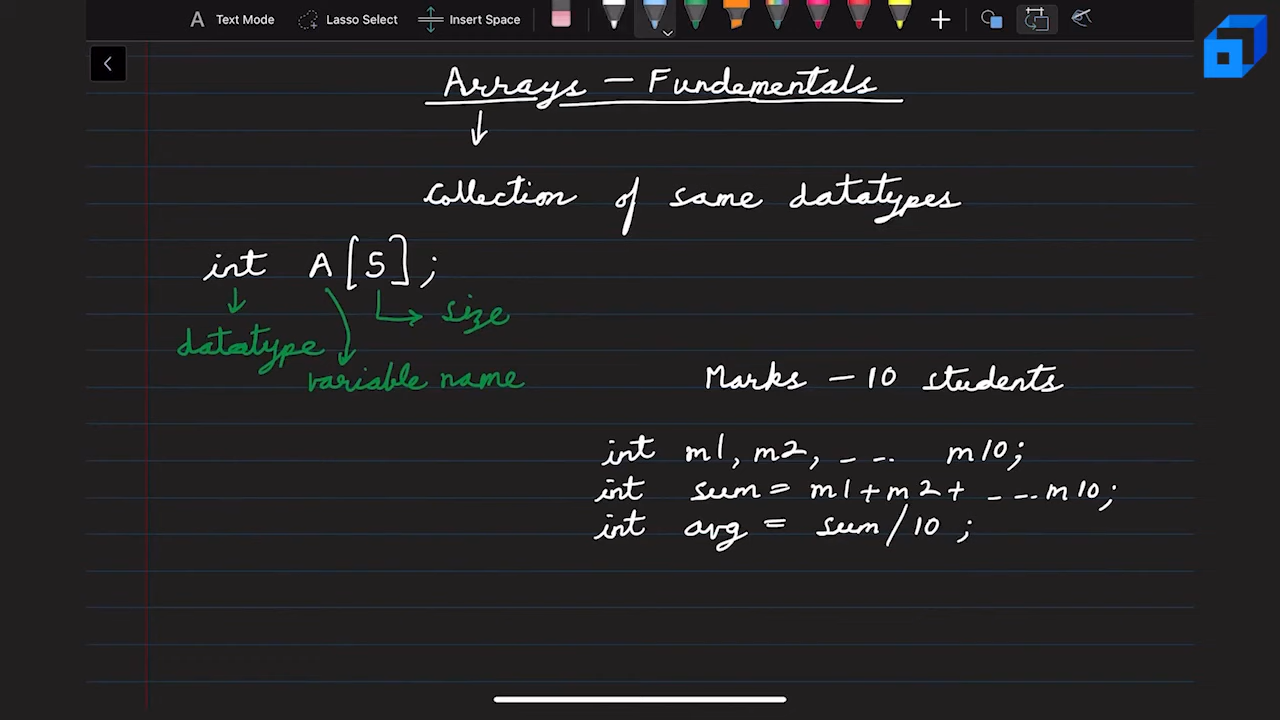 Text Mode Lasso Select Insert Space
Arrays — Fundamentals
Collection of same datatypes
int A[5];
size
datatype
variable name
Marks — 10 students
int m1, m2, _ _ .. m10;
int sum = m1+m2+ _ _ .. m10;
int avg = sum/10 ;